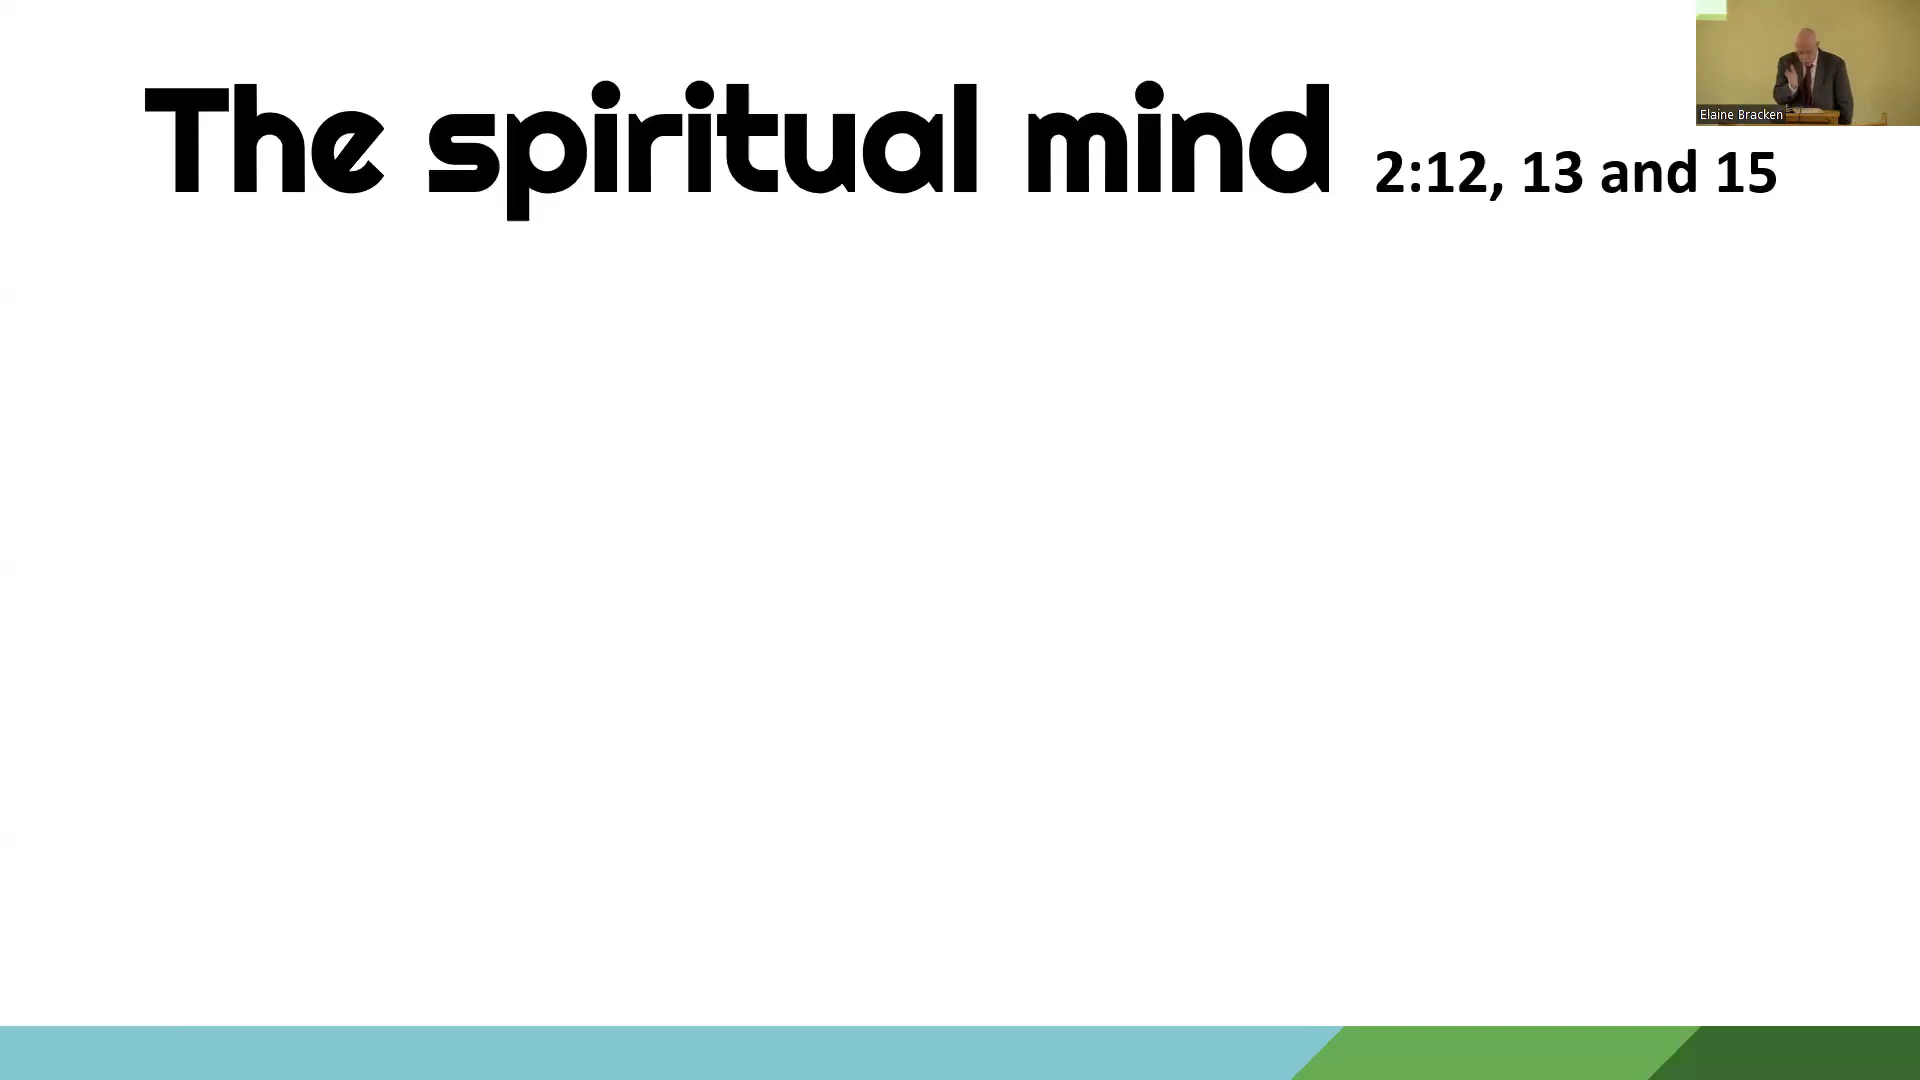 The spiritual mind 2:12, 13 and 15
Elaine Bracken